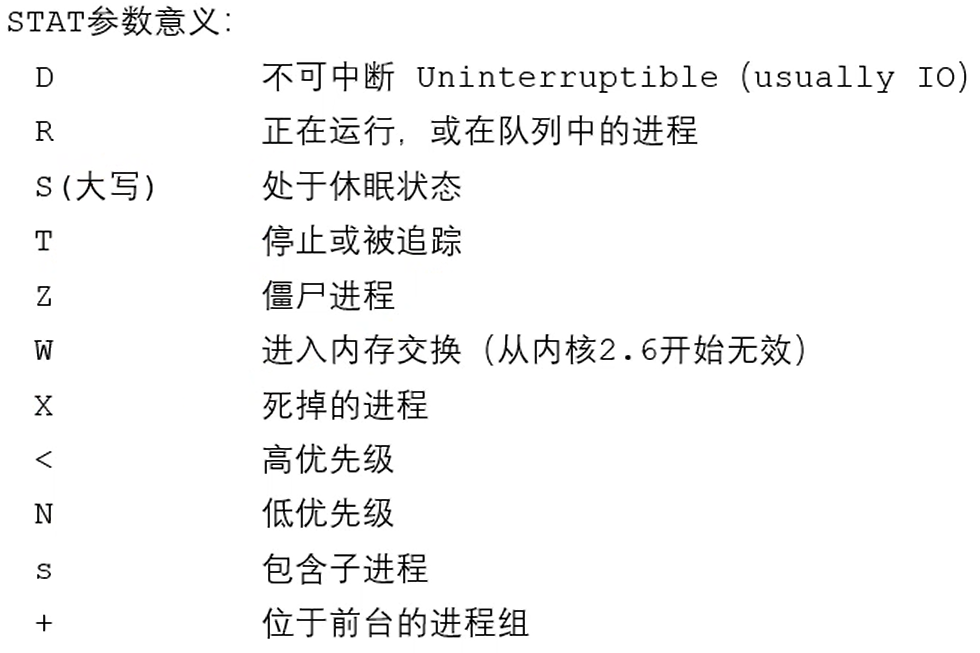 STAT参数意义:
D 不可中断 Uninterruptible (usually IO)
R 正在运行,或在队列中的进程
S(大写) 处于休眠状态
T 停止或被追踪
Z 僵尸进程
W 进入内存交换(从内核2.6开始无效)
X 死掉的进程
< 高优先级
N 低优先级
s 包含子进程
+ 位于前台的进程组